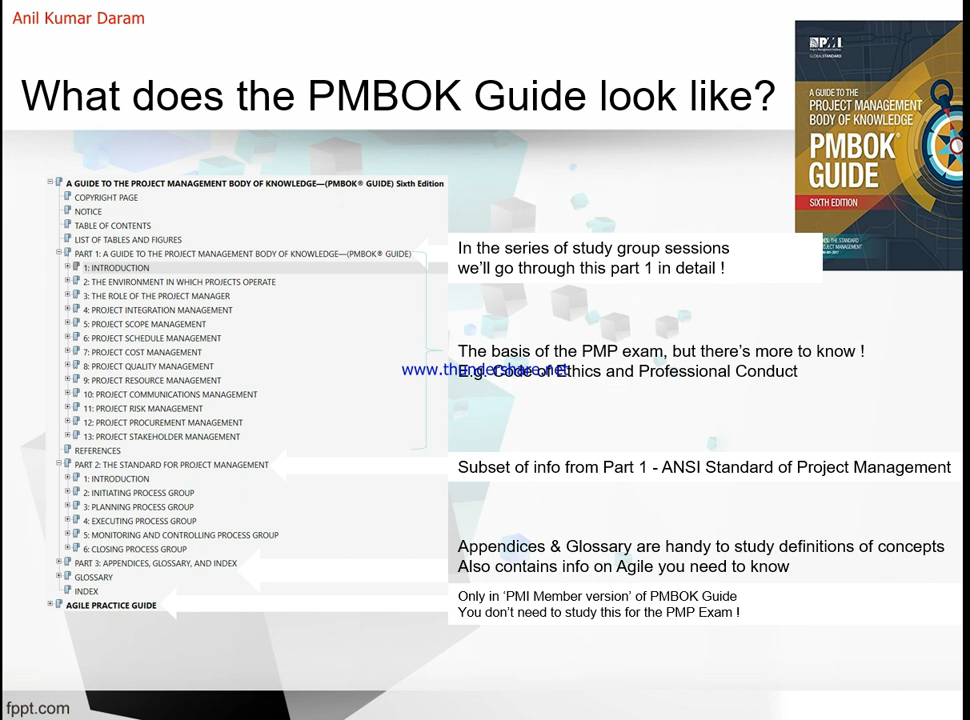 Anil Kumar Daram
What does the PMBOK Guide look like?
PMI
GLOBALSTANDARD
A GUIDE TO THE
PROJECT MANAGEMENT
BODY OF KNOWLEDGE
PMBOK®
GUIDE
SIXTH EDITION
THE STANDARD
MANAGEMENT
A GUIDE TO THE PROJECT MANAGEMENT BODY OF KNOWLEDGE—(PMBOK® GUIDE) Sixth Edition
COPYRIGHT PAGE
NOTICE
TABLE OF CONTENTS
LIST OF TABLES AND FIGURES
PART 1: A GUIDE TO THE PROJECT MANAGEMENT BODY OF KNOWLEDGE—(PMBOK® GUIDE)
1: INTRODUCTION
2: THE ENVIRONMENT IN WHICH PROJECTS OPERATE
3: THE ROLE OF THE PROJECT MANAGER
4: PROJECT INTEGRATION MANAGEMENT
5: PROJECT SCOPE MANAGEMENT
6: PROJECT SCHEDULE MANAGEMENT
7: PROJECT COST MANAGEMENT
8: PROJECT QUALITY MANAGEMENT
9: PROJECT RESOURCE MANAGEMENT
10: PROJECT COMMUNICATIONS MANAGEMENT
11: PROJECT RISK MANAGEMENT
12: PROJECT PROCUREMENT MANAGEMENT
13: PROJECT STAKEHOLDER MANAGEMENT
REFERENCES
PART 2: THE STANDARD FOR PROJECT MANAGEMENT
1: INTRODUCTION
2: INITIATING PROCESS GROUP
3: PLANNING PROCESS GROUP
4: EXECUTING PROCESS GROUP
5: MONITORING AND CONTROLLING PROCESS GROUP
6: CLOSING PROCESS GROUP
PART 3: APPENDICES, GLOSSARY, AND INDEX
GLOSSARY
INDEX
AGILE PRACTICE GUIDE
In the series of study group sessions
we'll go through this part 1 in detail !
The basis of the PMP exam, but there's more to know !
E.g. Code of Ethics and Professional Conduct
www.thundershare.net
Subset of info from Part 1 - ANSI Standard of Project Management
Appendices & Glossary are handy to study definitions of concepts
Also contains info on Agile you need to know
Only in 'PMI Member version' of PMBOK Guide
You don't need to study this for the PMP Exam !
fppt.com